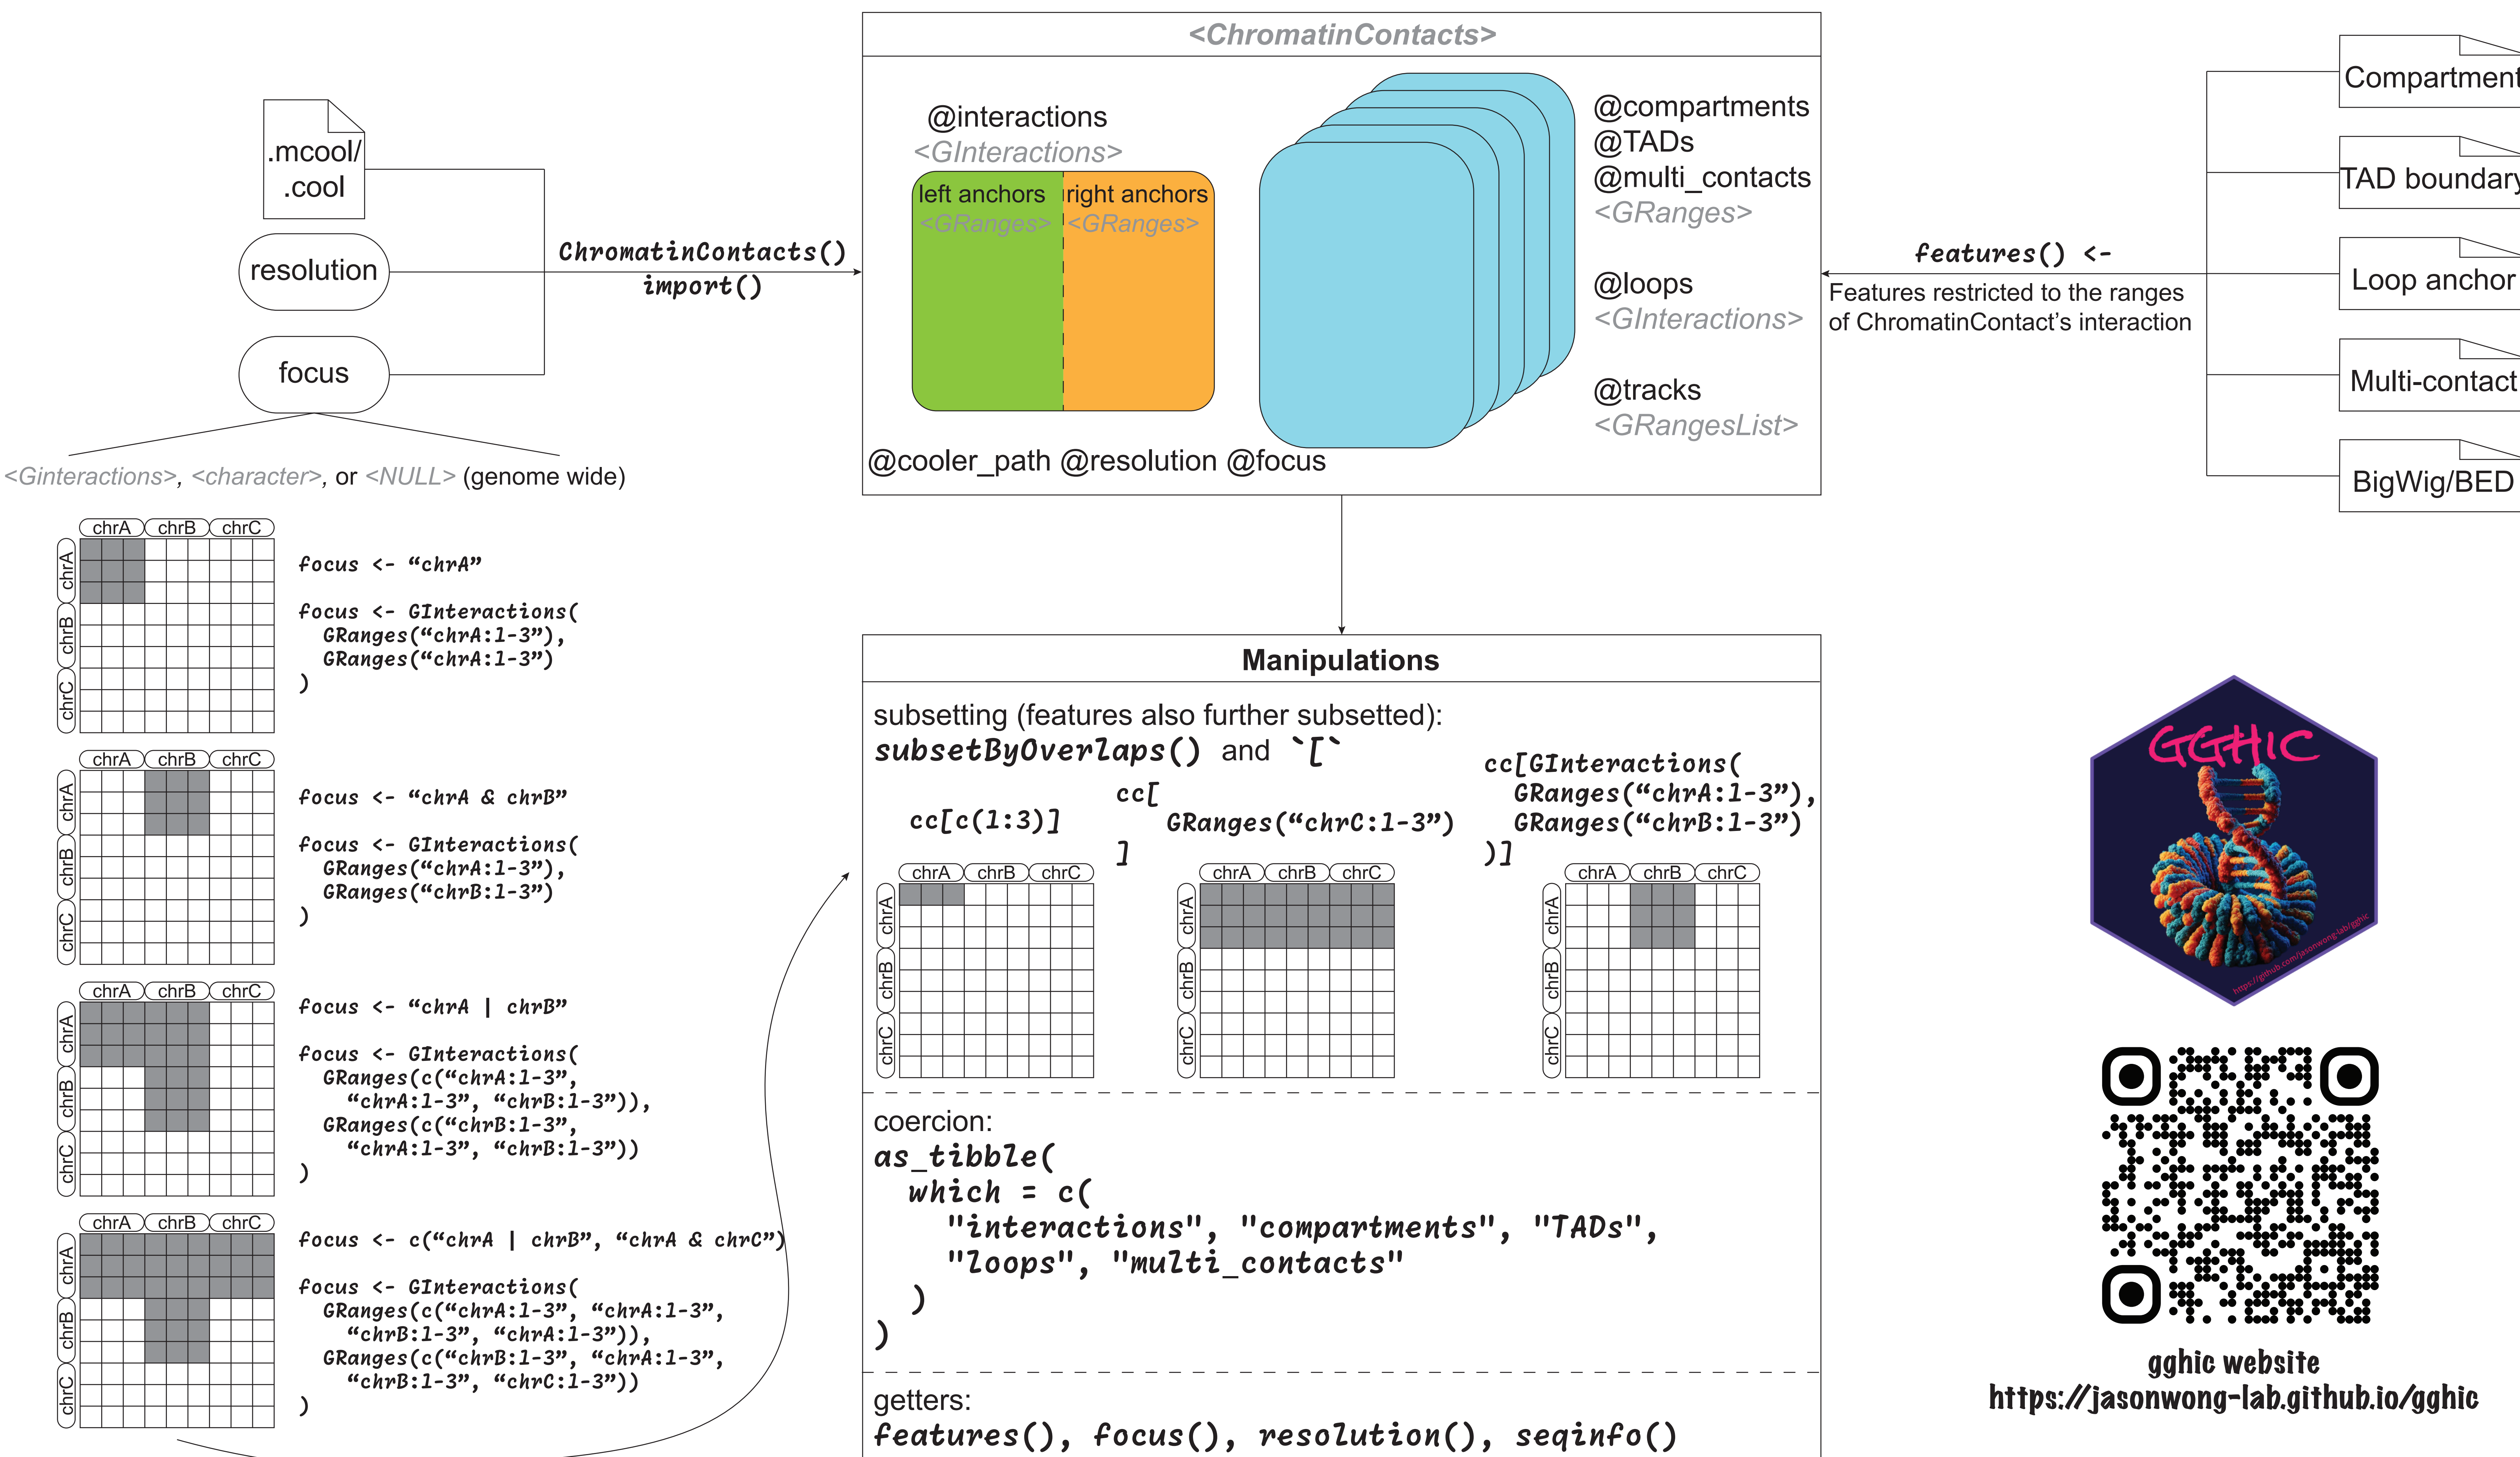 <ChromatinContacts>
.mcool/
.cool
resolution
focus
ChromatinContacts()
import()
@interactions
<GInteractions>
left anchors
<GRanges>
right anchors
<GRanges>
@compartments
@TADs
@multi_contacts
<GRanges>
@loops
<GInteractions>
@tracks
<GRangesList>
@cooler_path @resolution @focus
features() <-
Features restricted to the ranges
of ChromatinContact's interaction
Compartment
TAD boundary
Loop anchor
Multi-contact
BigWig/BED
<Ginteractions>, <character>, or <NULL> (genome wide)
chrA chrB chrC
chrA
chrB
chrC
focus <- “chrA”
focus <- GInteractions(
GRanges(“chrA:1-3”),
GRanges(“chrA:1-3”)
)
chrA chrB chrC
chrA
chrB
chrC
focus <- “chrA & chrB”
focus <- GInteractions(
GRanges(“chrA:1-3”),
GRanges(“chrB:1-3”)
)
chrA chrB chrC
chrA
chrB
chrC
focus <- “chrA | chrB”
focus <- GInteractions(
GRanges(c(“chrA:1-3”,
“chrA:1-3”, “chrB:1-3”)),
GRanges(c(“chrB:1-3”,
“chrA:1-3”, “chrB:1-3”))
)
chrA chrB chrC
chrA
chrB
chrC
focus <- c(“chrA | chrB”, “chrA & chrC”)
focus <- GInteractions(
GRanges(c(“chrA:1-3”, “chrA:1-3”,
“chrB:1-3”, “chrA:1-3”)),
GRanges(c(“chrB:1-3”, “chrA:1-3”,
“chrB:1-3”, “chrC:1-3”))
)
Manipulations
subsetting (features also further subsetted):
subsetByOverlaps() and `[`
cc[c(1:3)]
chrA chrB chrC
chrA
chrB
chrC
cc[
GRanges(“chrC:1-3”)
]
chrA chrB chrC
chrA
chrB
chrC
cc[GInteractions(
GRanges(“chrA:1-3”),
GRanges(“chrB:1-3”)
)]
chrA chrB chrC
chrA
chrB
chrC
coercion:
as_tibble(
which = c(
"interactions", "compartments", "TADs",
"loops", "multi_contacts"
)
)
getters:
features(), focus(), resolution(), seqinfo()
GGHIC
https://github.com/jasonwong-lab/gghic
gghic website
https://jasonwong-lab.github.io/gghic